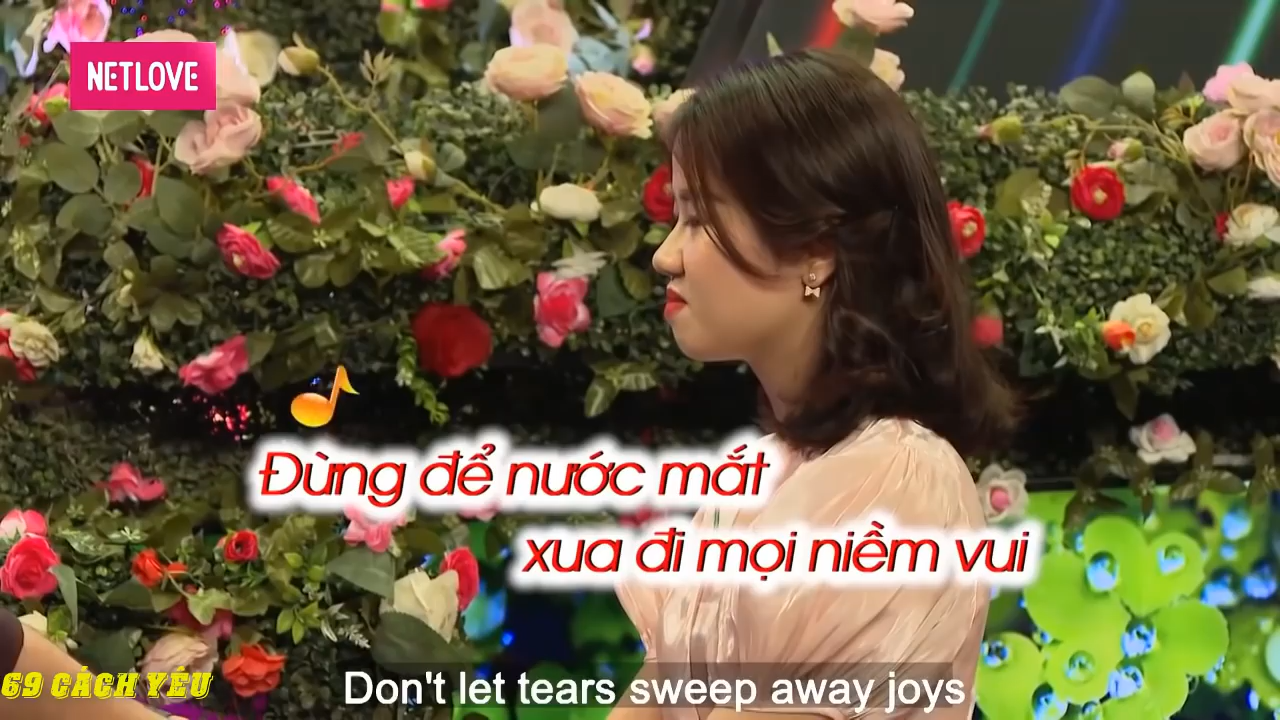 NETLOVE
Đừng để nước mắt
xua đi mọi niềm vui
69 CÁCH YÊU
Don't let tears sweep away joys